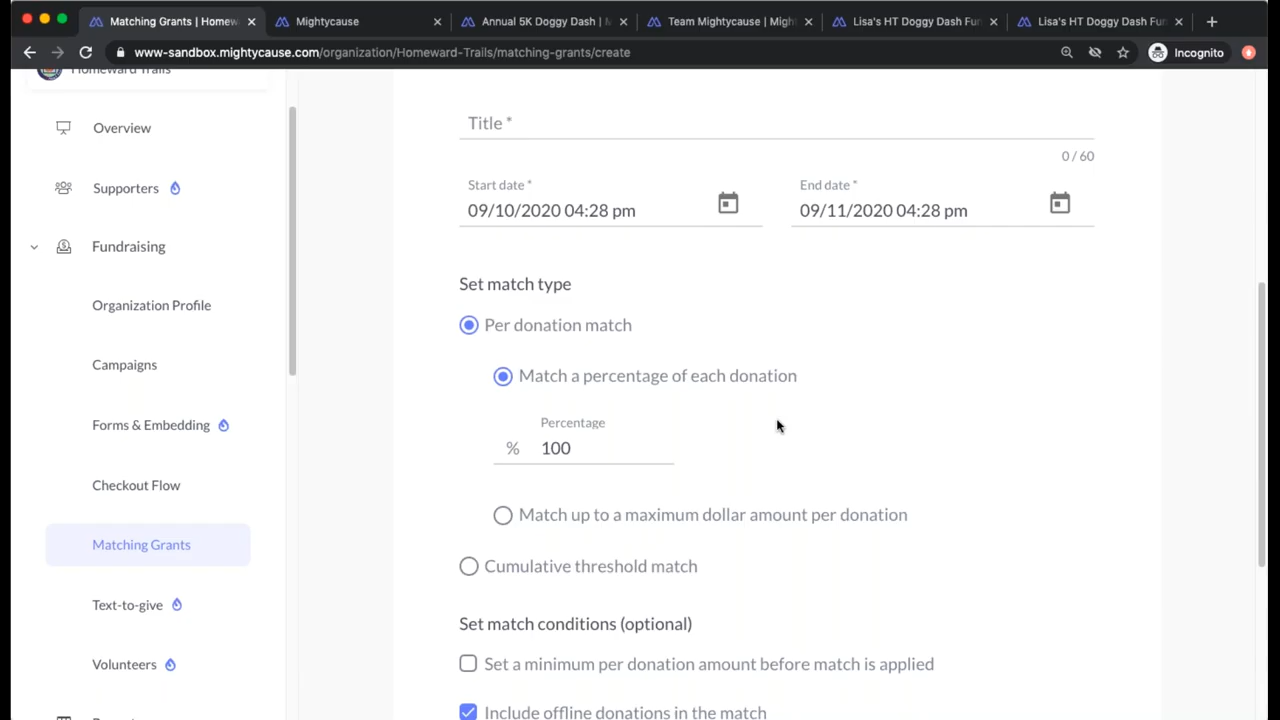 Matching Grants | Homew
Mightycause
Annual 5K Doggy Dash | M
Team Mightycause | Migh
Lisa's HT Doggy Dash Fun
Lisa's HT Doggy Dash Fun
www-sandbox.mightycause.com/organization/Homeward-Trails/matching-grants/create
Incognito
Homeward Trails
Overview
Supporters
Fundraising
Organization Profile
Campaigns
Forms & Embedding
Checkout Flow
Matching Grants
Text-to-give
Volunteers
Title *
0 / 60
Start date *
09/10/2020 04:28 pm
End date *
09/11/2020 04:28 pm
Set match type
Per donation match
Match a percentage of each donation
Percentage
% 100
Match up to a maximum dollar amount per donation
Cumulative threshold match
Set match conditions (optional)
Set a minimum per donation amount before match is applied
Include offline donations in the match